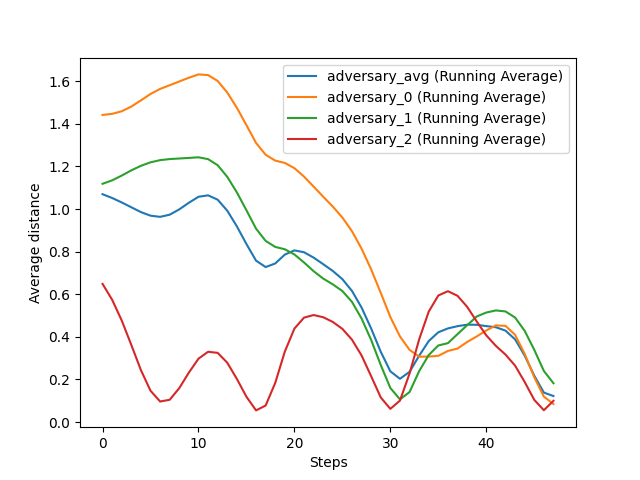 adversary_avg (Running Average)
adversary_0 (Running Average)
adversary_1 (Running Average)
adversary_2 (Running Average)
1.6
1.4
1.2
1.0
0.8
0.6
0.4
0.2
0.0
Average distance
0 10 20 30 40
Steps